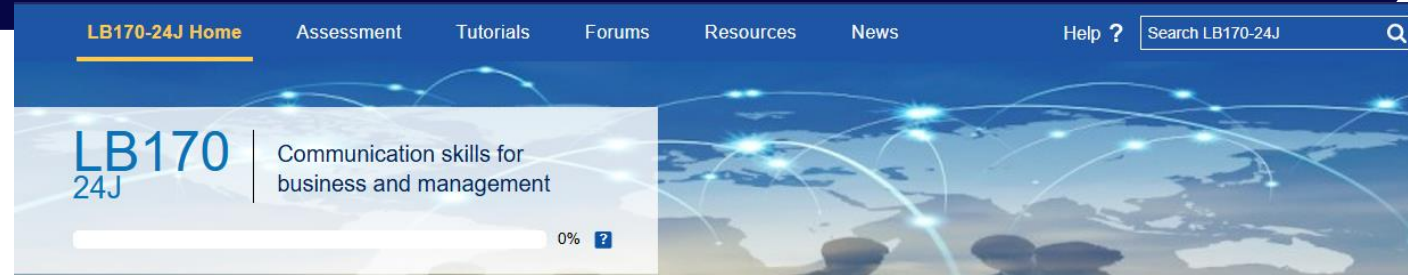 LB170-24J Home Assessment Tutorials Forums Resources News Help ? Search LB170-24J
LB170
24J
Communication skills for
business and management
0% ?